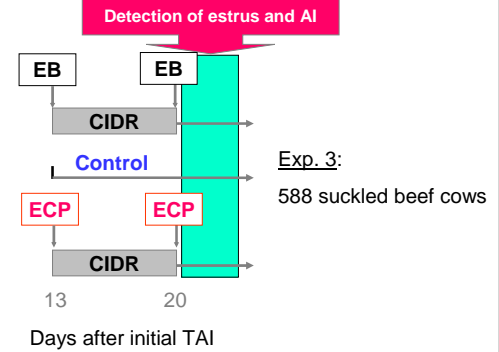 Detection of estrus and AI
EB EB
CIDR
Control
Exp. 3:
588 suckled beef cows
ECP ECP
CIDR
13 20
Days after initial TAI